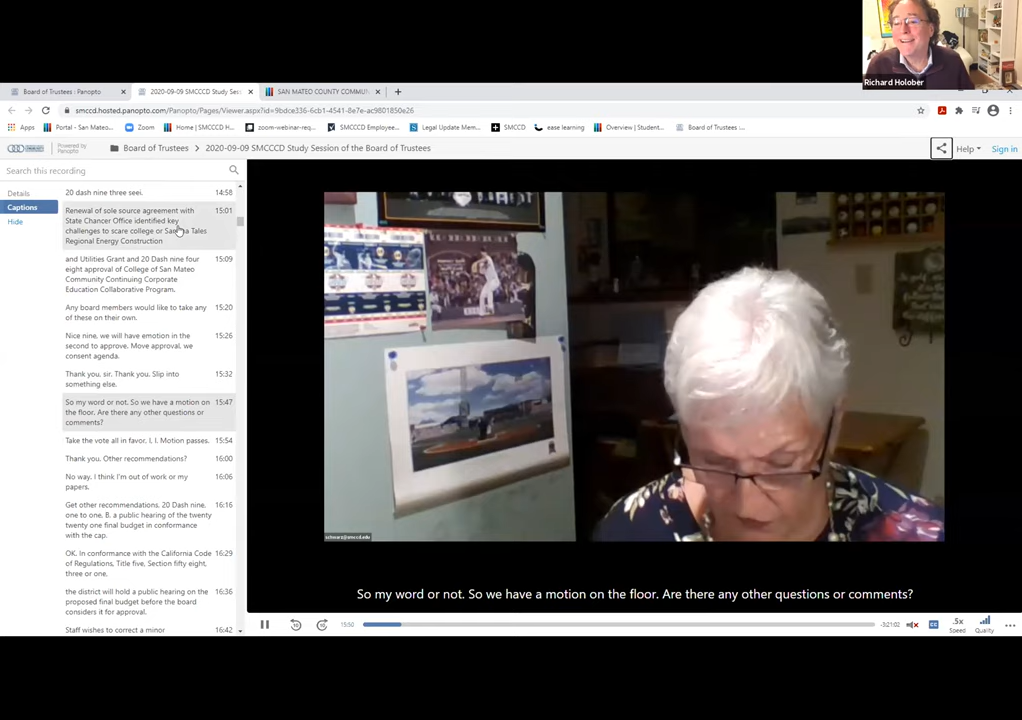 Richard Holober
Board of Trustees : Panopto
2020-09-09 SMCCCD Study Sess
SAN MATEO COUNTY COMMUN
smccd.hosted.panopto.com/Panopto/Pages/Viewer.aspx?id=9bdce336-6cb1-4541-8e7e-ac9801850e26
Apps
Portal - San Mateo...
Zoom
Home | SMCCCD H...
zoom-webinar-req...
SMCCD Employee...
Legal Update Mem...
SMCCD
ease learning
Overview | Student...
Board of Trustees :...
Powered by
Panopto
Board of Trustees
2020-09-09 SMCCCD Study Session of the Board of Trustees
Help
Sign in
Search this recording
Details
Captions
Hide
20 dash nine three seei. 14:58
Renewal of sole source agreement with 15:01
State Chancer Office identified key
challenges to scare college or Santa Tales
Regional Energy Construction
and Utilities Grant and 20 Dash nine four 15:09
eight approval of College of San Mateo
Community Continuing Corporate
Education Collaborative Program.
Any board members would like to take any 15:20
of these on their own.
Nice nine, we will have emotion in the 15:26
second to approve. Move approval, we
consent agenda.
Thank you, sir. Thank you. Slip into 15:32
something else.
So my word or not. So we have a motion on 15:47
the floor. Are there any other questions or
comments?
Take the vote all in favor, I, I. Motion passes. 15:54
Thank you. Other recommendations? 16:00
No way. I think I'm out of work or my 16:06
papers.
Get other recommendations, 20 Dash nine, 16:16
one to one, B, a public hearing of the twenty
twenty one final budget in conformance
with the cap.
OK. In conformance with the California Code 16:29
of Regulations, Title five, Section fifty eight,
three or one.
the district will hold a public hearing on the 16:36
proposed final budget before the board
considers it for approval.
Staff wishes to correct a minor 16:42
schwarz@smccd.edu
So my word or not. So we have a motion on the floor. Are there any other questions or comments?
15:50
-3:21:02
CC
.5x
Speed
Quality